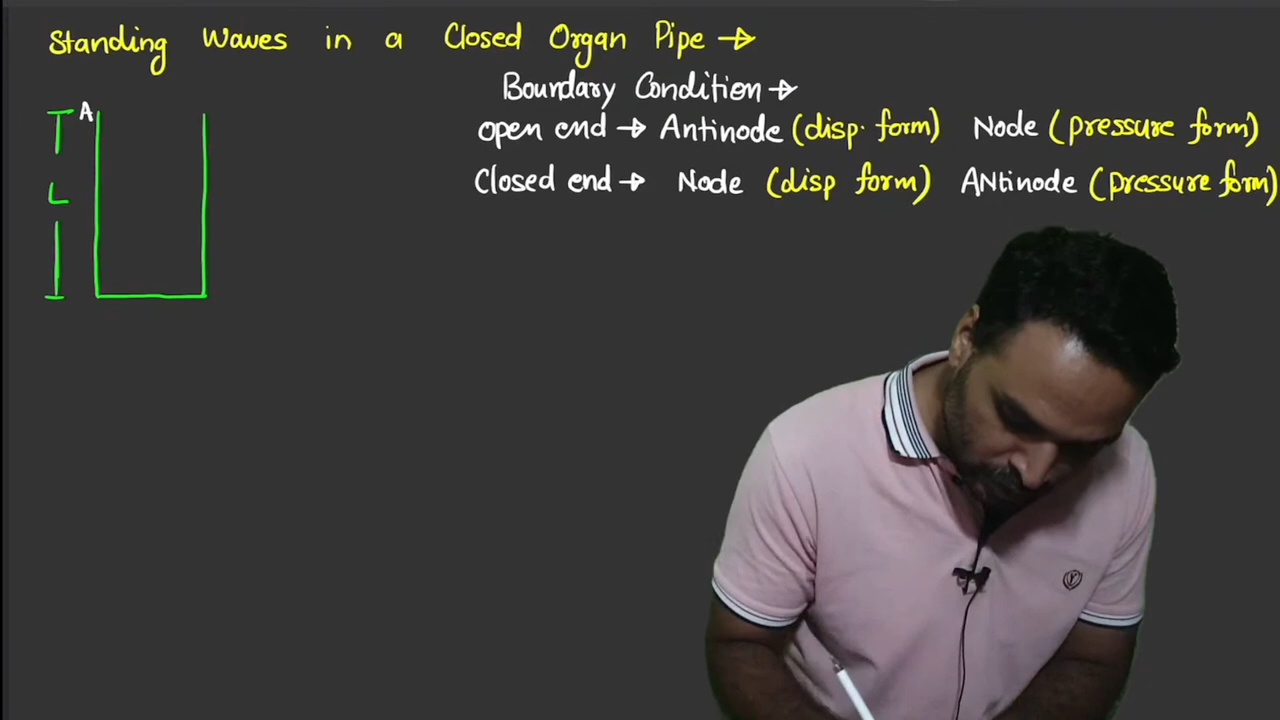 Standing Waves in a Closed Organ Pipe →
Boundary Condition →
A
open end → Antinode (disp. form) Node (pressure form)
L
Closed end → Node (disp form) ANtinode (pressure form)